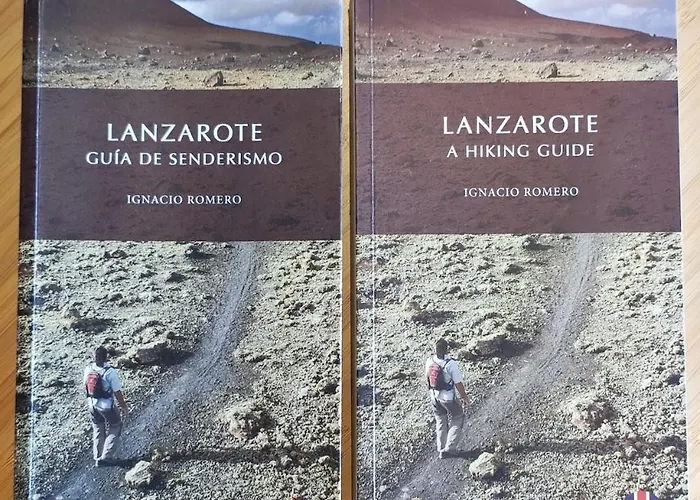 LANZAROTE
GUÍA DE SENDERISMO
IGNACIO ROMERO
LANZAROTE
A HIKING GUIDE
IGNACIO ROMERO